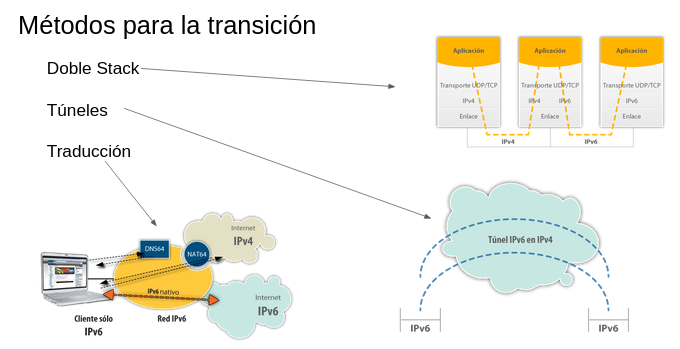 Métodos para la transición
Doble Stack
Túneles
Traducción
Aplicación Aplicación Aplicación
Transporte UDP/TCP Transporte UDP/TCP Transporte UDP/TCP
IPv4 IPv4 IPv6 IPv6
Enlace Enlace Enlace
IPv4 IPv6
Túnel IPv6 en IPv4
IPv6 IPv6
DNS64
NAT64
Internet
IPv4
IPv6 nativo
Internet
IPv6
Cliente sólo
IPv6
Red IPv6